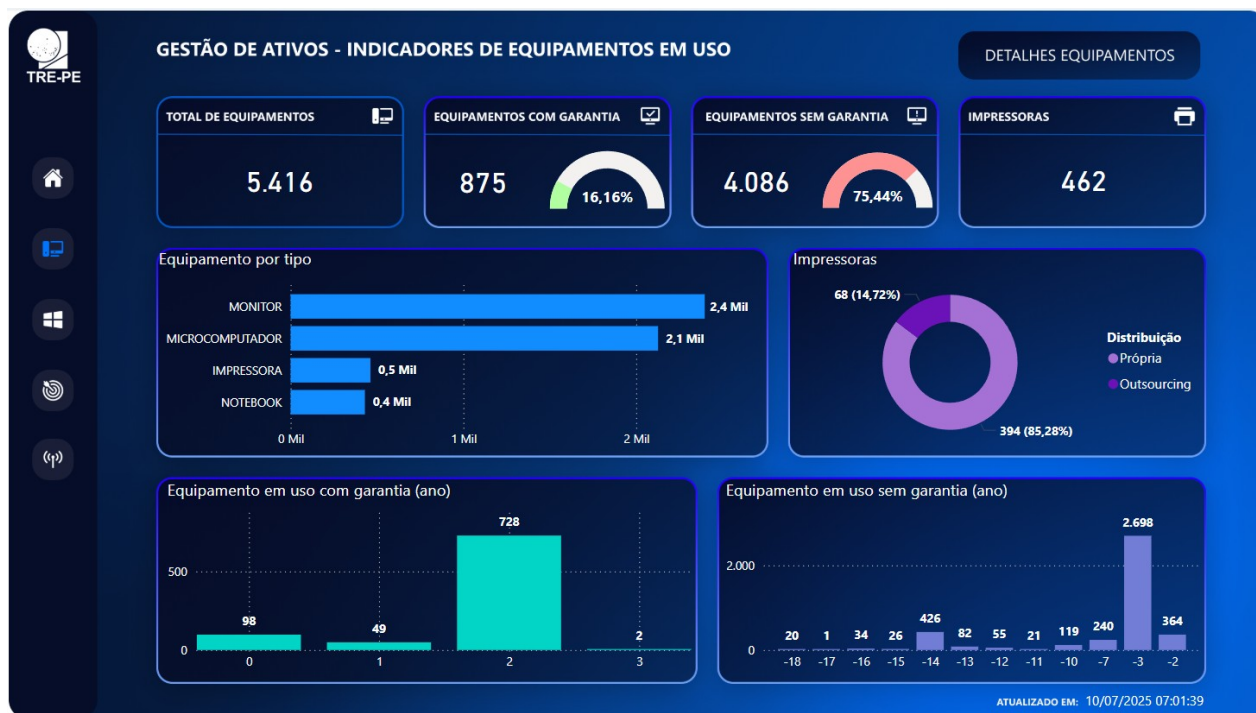 TRE-PE
GESTÃO DE ATIVOS - INDICADORES DE EQUIPAMENTOS EM USO
DETALHES EQUIPAMENTOS
TOTAL DE EQUIPAMENTOS
5.416
EQUIPAMENTOS COM GARANTIA
875
16,16%
EQUIPAMENTOS SEM GARANTIA
4.086
75,44%
IMPRESSORAS
462
Equipamento por tipo
MONITOR
2,4 Mil
MICROCOMPUTADOR
2,1 Mil
IMPRESSORA
0,5 Mil
NOTEBOOK
0,4 Mil
0 Mil
1 Mil
2 Mil
Impressoras
68 (14,72%)
394 (85,28%)
Distribuição
Própria
Outsourcing
Equipamento em uso com garantia (ano)
500
0
98
49
728
2
0
1
2
3
Equipamento em uso sem garantia (ano)
2.000
0
20
1
34
26
426
82
55
21
119
240
2.698
364
-18
-17
-16
-15
-14
-13
-12
-11
-10
-7
-3
-2
ATUALIZADO EM: 10/07/2025 07:01:39